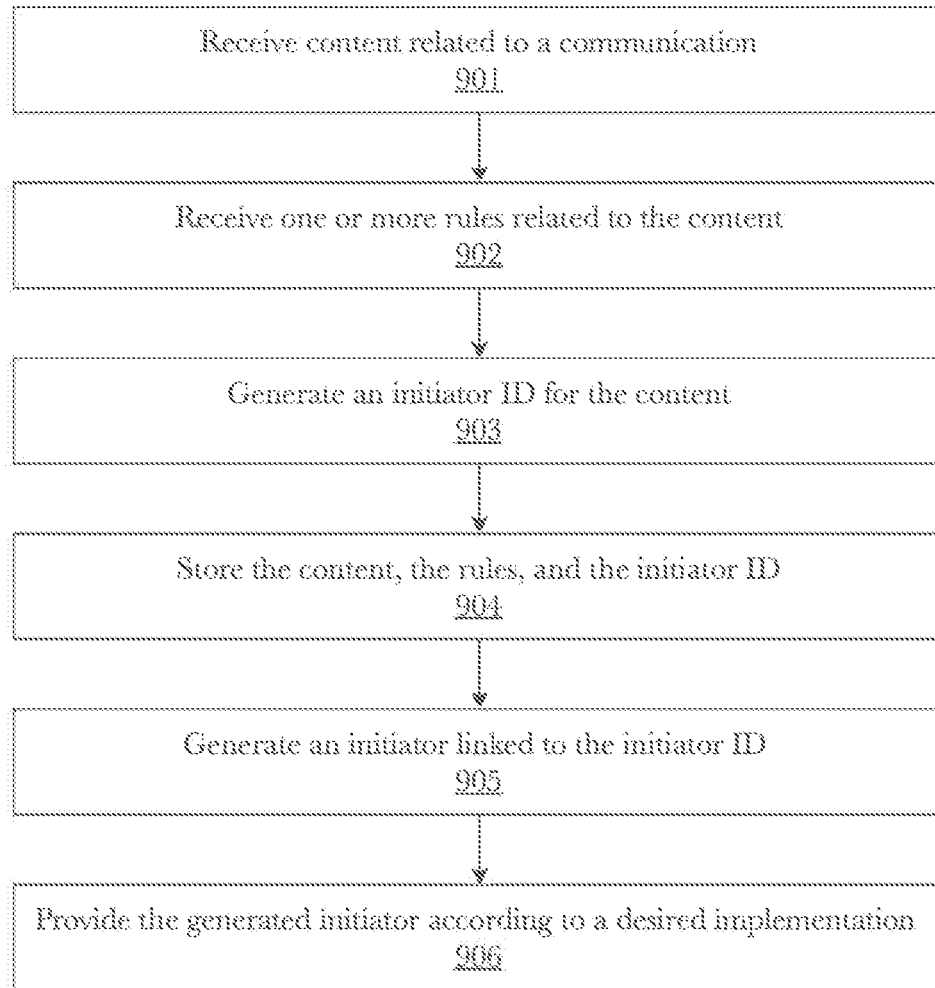 Receive content related to a communication
901
Receive one or more rules related to the content
902
Generate an initiator ID for the content
903
Store the content, the rules, and the initiator ID
904
Generate an initiator linked to the initiator ID
905
Provide the generated initiator according to a desired implementation
906